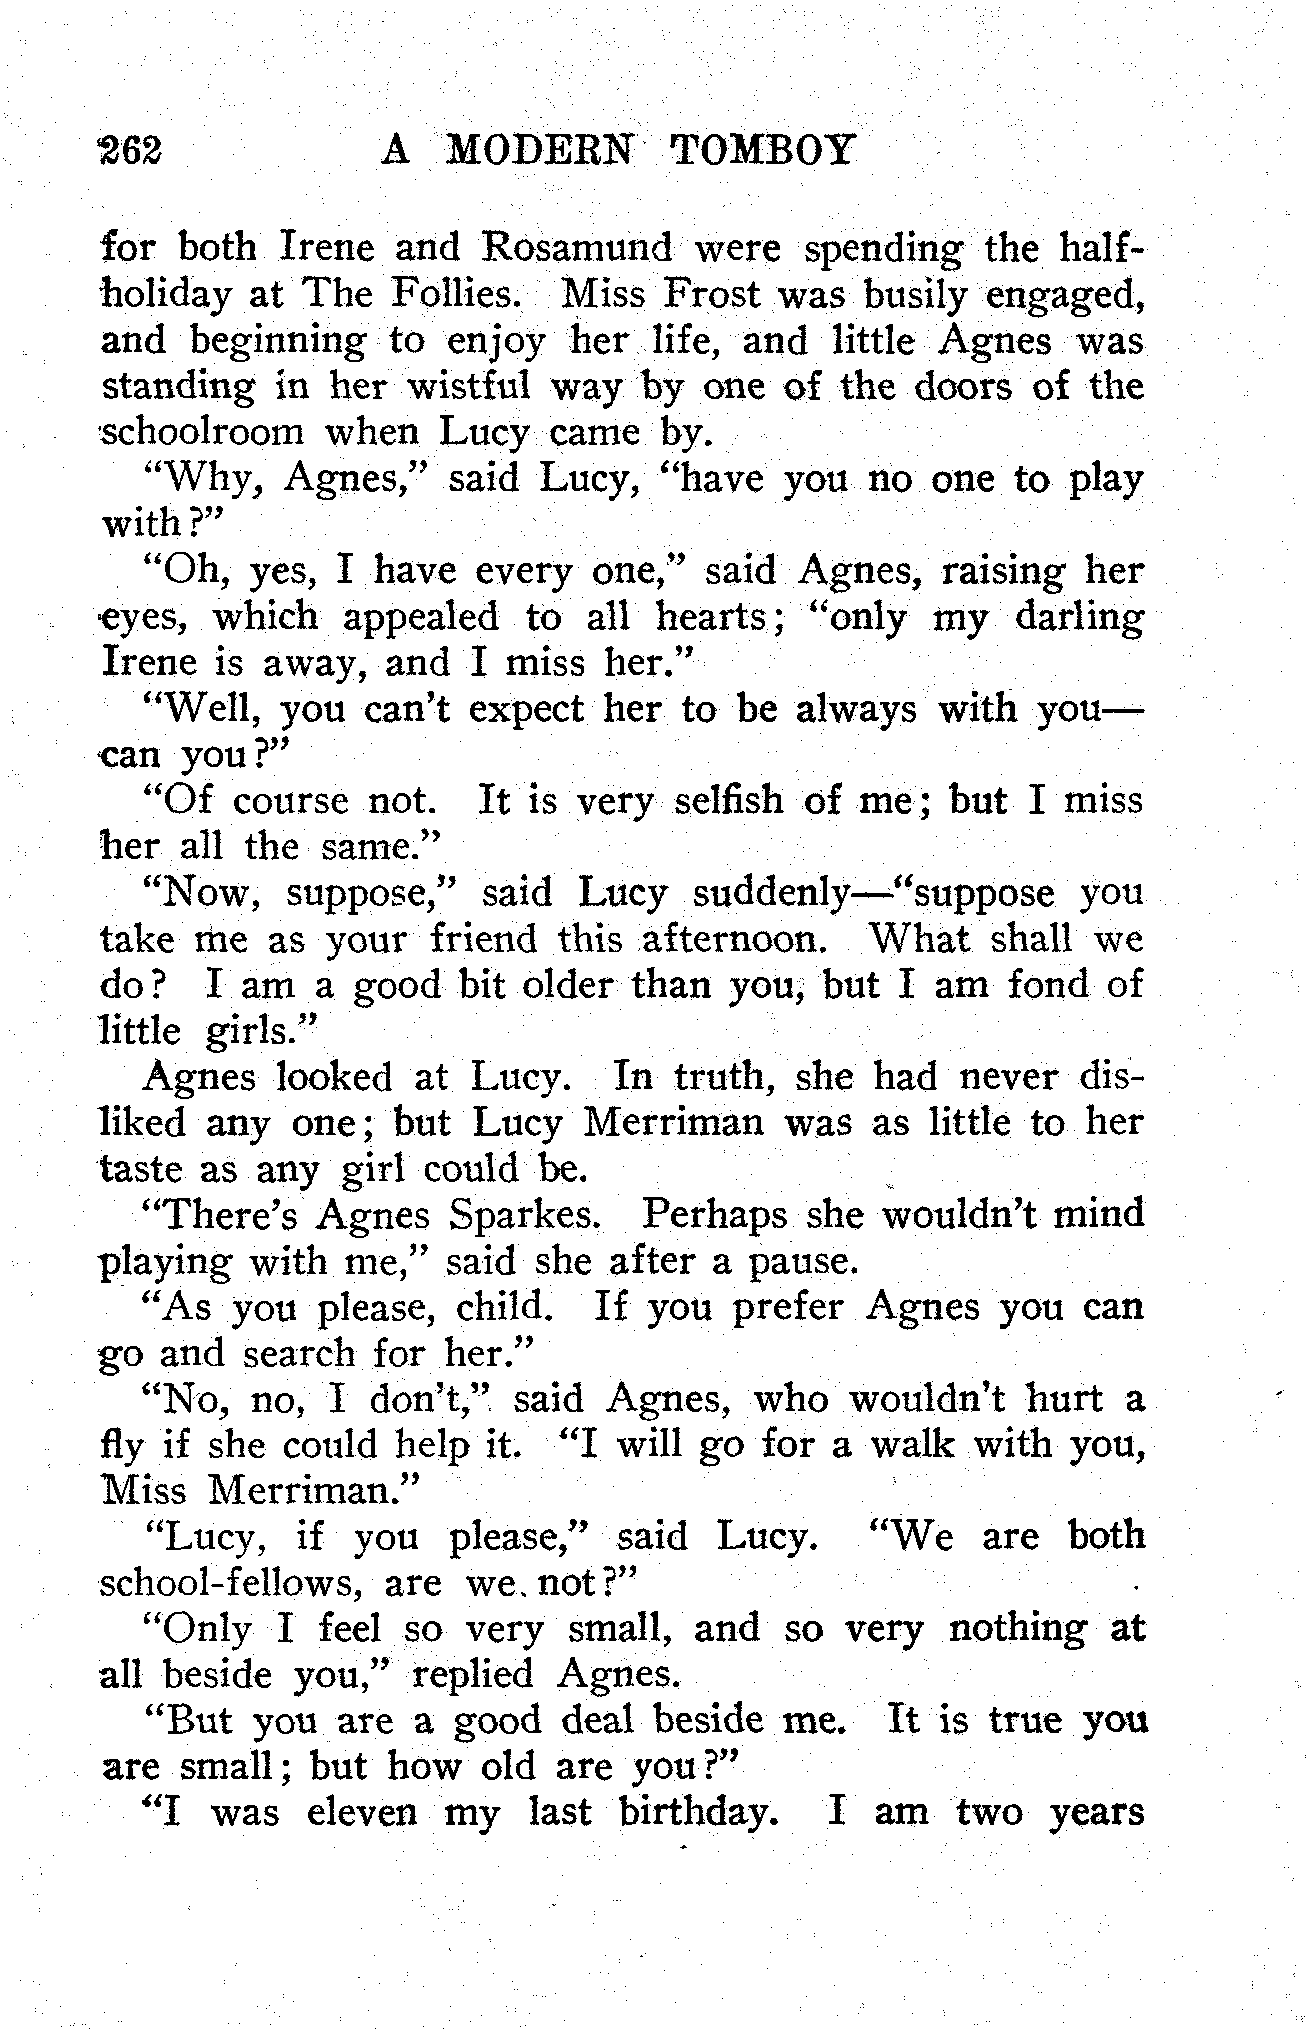 262 A MODERN TOMBOY
for both Irene and Rosamund were spending the half-
holiday at The Follies. Miss Frost was busily engaged,
and beginning to enjoy her life, and little Agnes was
standing in her wistful way by one of the doors of the
schoolroom when Lucy came by.
“Why, Agnes,” said Lucy, “have you no one to play
with?”
“Oh, yes, I have every one,” said Agnes, raising her
eyes, which appealed to all hearts; “only my darling
Irene is away, and I miss her.”
“Well, you can't expect her to be always with you—
can you?”
“Of course not. It is very selfish of me; but I miss
her all the same.”
“Now, suppose,” said Lucy suddenly—“suppose you
take me as your friend this afternoon. What shall we
do? I am a good bit older than you, but I am fond of
little girls.”
Agnes looked at Lucy. In truth, she had never dis-
liked any one; but Lucy Merriman was as little to her
taste as any girl could be.
“There's Agnes Sparkes. Perhaps she wouldn't mind
playing with me,” said she after a pause.
“As you please, child. If you prefer Agnes you can
go and search for her.”
“No, no, I don't,” said Agnes, who wouldn't hurt a
fly if she could help it. “I will go for a walk with you,
Miss Merriman.”
“Lucy, if you please,” said Lucy. “We are both
school-fellows, are we not?”
“Only I feel so very small, and so very nothing at
all beside you,” replied Agnes.
“But you are a good deal beside me. It is true you
are small; but how old are you?”
“I was eleven my last birthday. I am two years